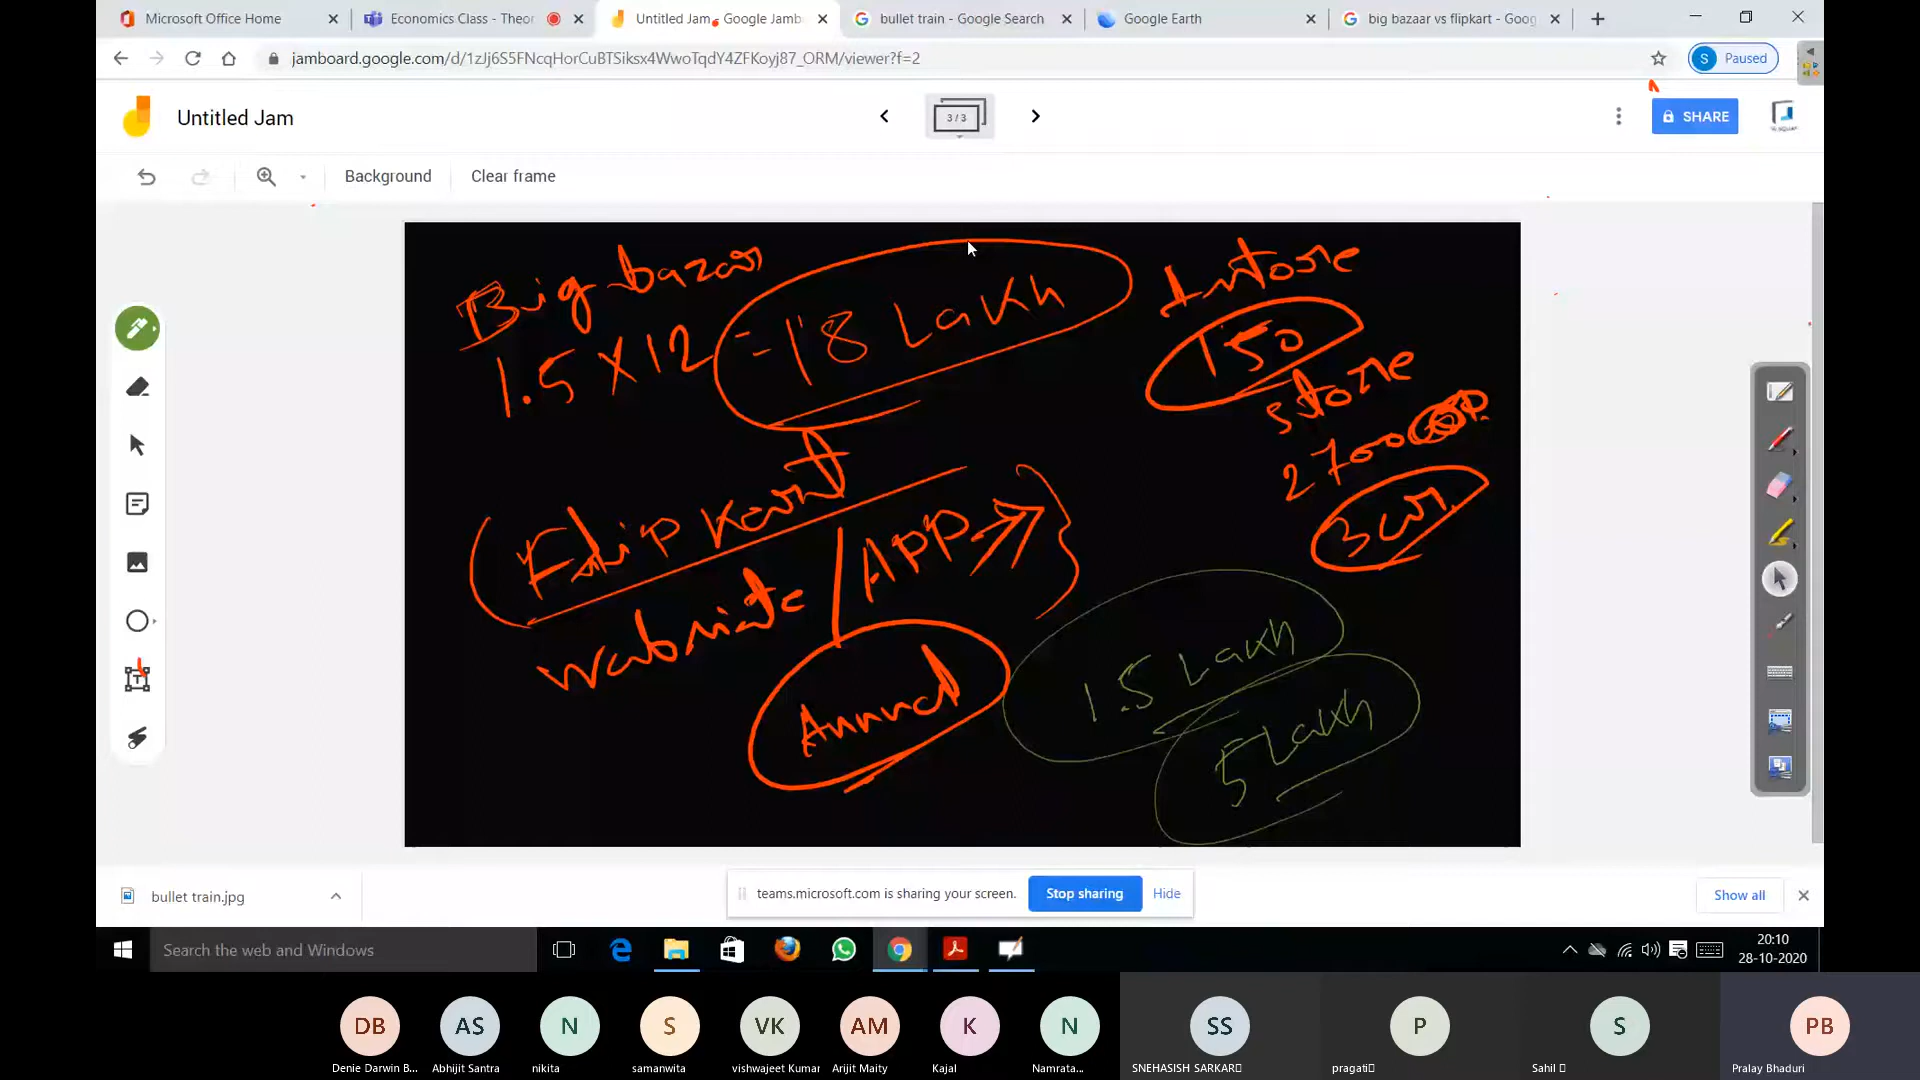 Microsoft Office Home
Economics Class - Theor
Untitled Jam - Google Jamb
bullet train - Google Search
Google Earth
big bazaar vs flipkart - Goog
jamboard.google.com/d/1zJj6S5FNcqHorCuBTSiksx4WwoTqdY4ZFKoyj87_ORM/viewer?f=2
S
Paused
Untitled Jam
3 / 3
SHARE
Background
Clear frame
Big bazar
1.5 X 12 = 18 Lakh
Instore
150
store
2700
3 cr.
Flipkart
website / APP
Annual
1.5 Lakh
5 Lakh
bullet train.jpg
teams.microsoft.com is sharing your screen.
Stop sharing
Hide
Show all
Search the web and Windows
20:10
28-10-2020
DB
AS
N
S
VK
AM
K
N
SS
P
S
PB
Denie Darwin B...
Abhijit Santra
nikita
samanwita
vishwajeet Kumar
Arijit Maity
Kajal
Namrata...
SNEHASISH SARKAR
pragati
Sahil
Pralay Bhaduri